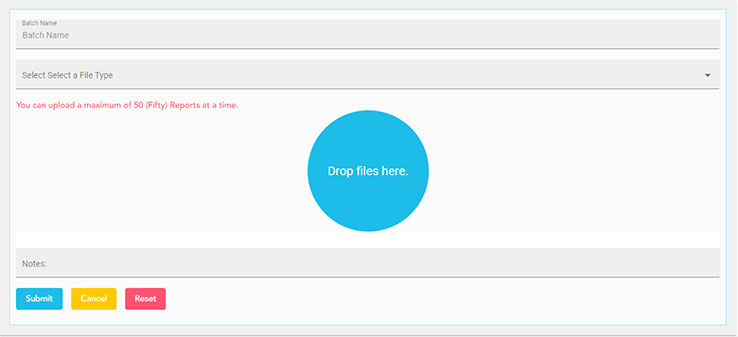 Batch Name
Batch Name
Select Select a File Type
You can upload a maximum of 50 (Fifty) Reports at a time.
Drop files here.
Notes:
Submit Cancel Reset